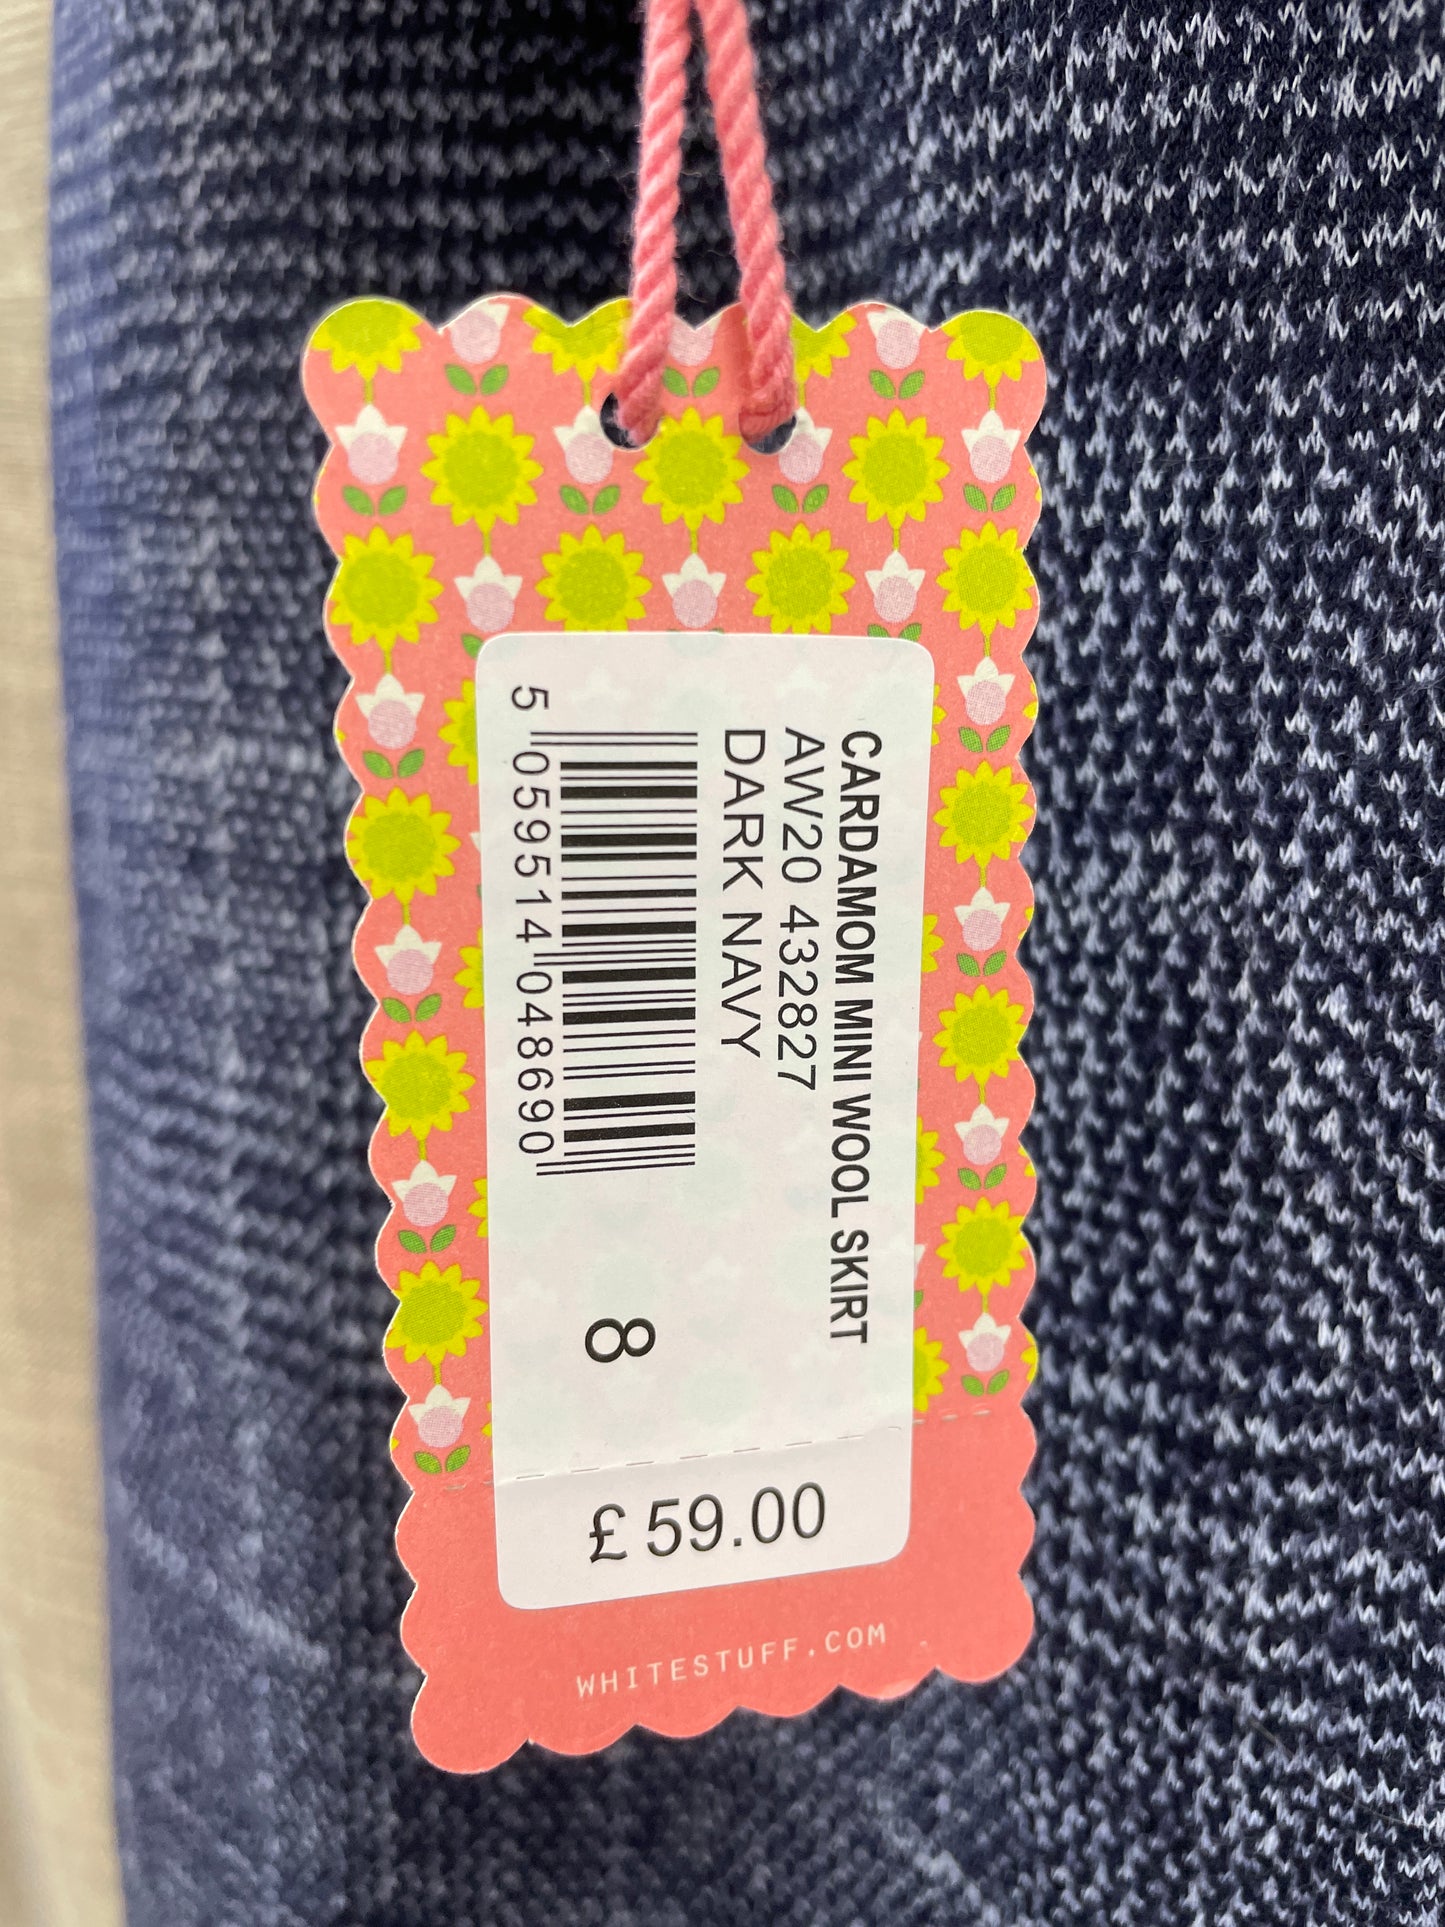 CARDAMOM MINI WOOL SKIRT
AW20 432827
DARK NAVY
5 059514 048690
8
£ 59.00
WHITESTUFF.COM